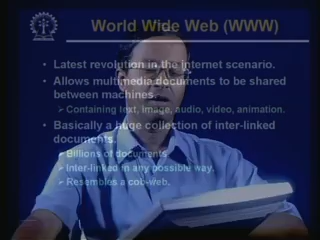 World Wide Web (WWW)
• Latest revolution in the internet scenario.
• Allows multimedia documents to be shared
between machines.
➢ Containing text, image, audio, video, animation.
• Basically a huge collection of inter-linked
documents.
➢ Billions of documents
➢ Inter-linked in any possible way.
➢ Resembles a cob-web.